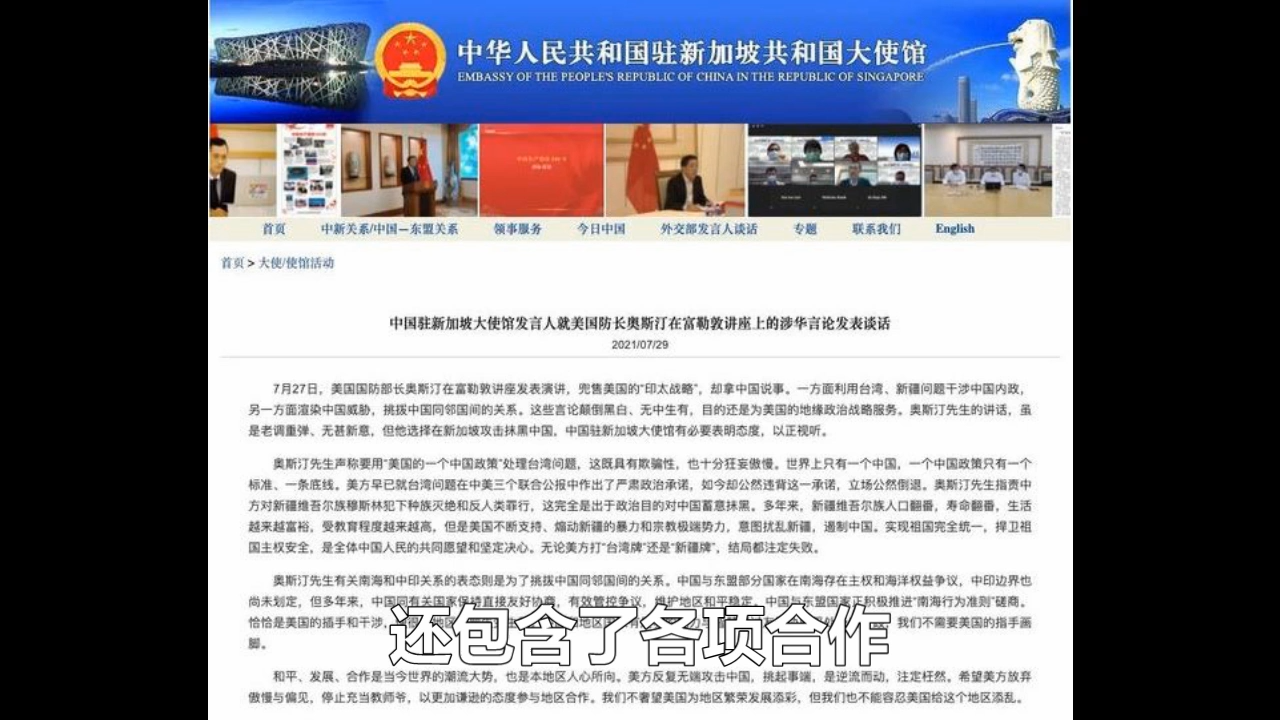 中华人民共和国驻新加坡共和国大使馆
EMBASSY OF THE PEOPLE'S REPUBLIC OF CHINA IN THE REPUBLIC OF SINGAPORE
首页 中新关系/中国—东盟关系 领事服务 今日中国 外交部发言人谈话 专题 联系我们 English
首页 > 大使/使馆活动
中国驻新加坡大使馆发言人就美国防长奥斯汀在富勒敦讲座上的涉华言论发表谈话
2021/07/29
7月27日，美国国防部长奥斯汀在富勒敦讲座发表演讲，兜售美国的“印太战略”，却拿中国说事。一方面利用台湾、新疆问题干涉中国内政，
另一方面渲染中国威胁，挑拨中国同邻国间的关系。这些言论颠倒黑白、无中生有，目的还是为美国的地缘政治战略服务。奥斯汀先生的讲话，虽
是老调重弹、无甚新意，但他选择在新加坡攻击抹黑中国，中国驻新加坡大使馆有必要表明态度，以正视听。
奥斯汀先生声称要用“美国的一个中国政策”处理台湾问题，这既具有欺骗性，也十分狂妄傲慢。世界上只有一个中国，一个中国政策只有一个
标准、一条底线。美方早已就台湾问题在中美三个联合公报中作出了严肃政治承诺，如今却公然违背这一承诺，立场公然倒退。奥斯汀先生指责中
方对新疆维吾尔族穆斯林犯下种族灭绝和反人类罪行，这完全是出于政治目的对中国蓄意抹黑。多年来，新疆维吾尔族人口翻番，寿命翻番，生活
越来越富裕，受教育程度越来越高，但是美国不断支持、煽动新疆的暴力和宗教极端势力，意图扰乱新疆，遏制中国。实现祖国完全统一，捍卫祖
国主权安全，是全体中国人民的共同愿望和坚定决心。无论美方打“台湾牌”还是“新疆牌”，结局都注定失败。
奥斯汀先生有关南海和中印关系的表态则是为了挑拨中国同邻国间的关系。中国与东盟部分国家在南海存在主权和海洋权益争议，中印边界也
尚未划定，但多年来，中国同有关国家保持直接友好协商，有效管控争议，维护地区和平稳定。中国与东盟国家正积极推进“南海行为准则”磋商。
恰恰是美国的插手和干涉，我们不需要美国的指手画
脚。
还包含了各项合作
和平、发展、合作是当今世界的潮流大势，也是本地区人心所向。美方反复无端攻击中国，挑起事端，是逆流而动，注定枉然。希望美方放弃
傲慢与偏见，停止充当教师爷，以更加谦逊的态度参与地区合作。我们不奢望美国为地区繁荣发展添彩，但我们也不能容忍美国给这个地区添乱。